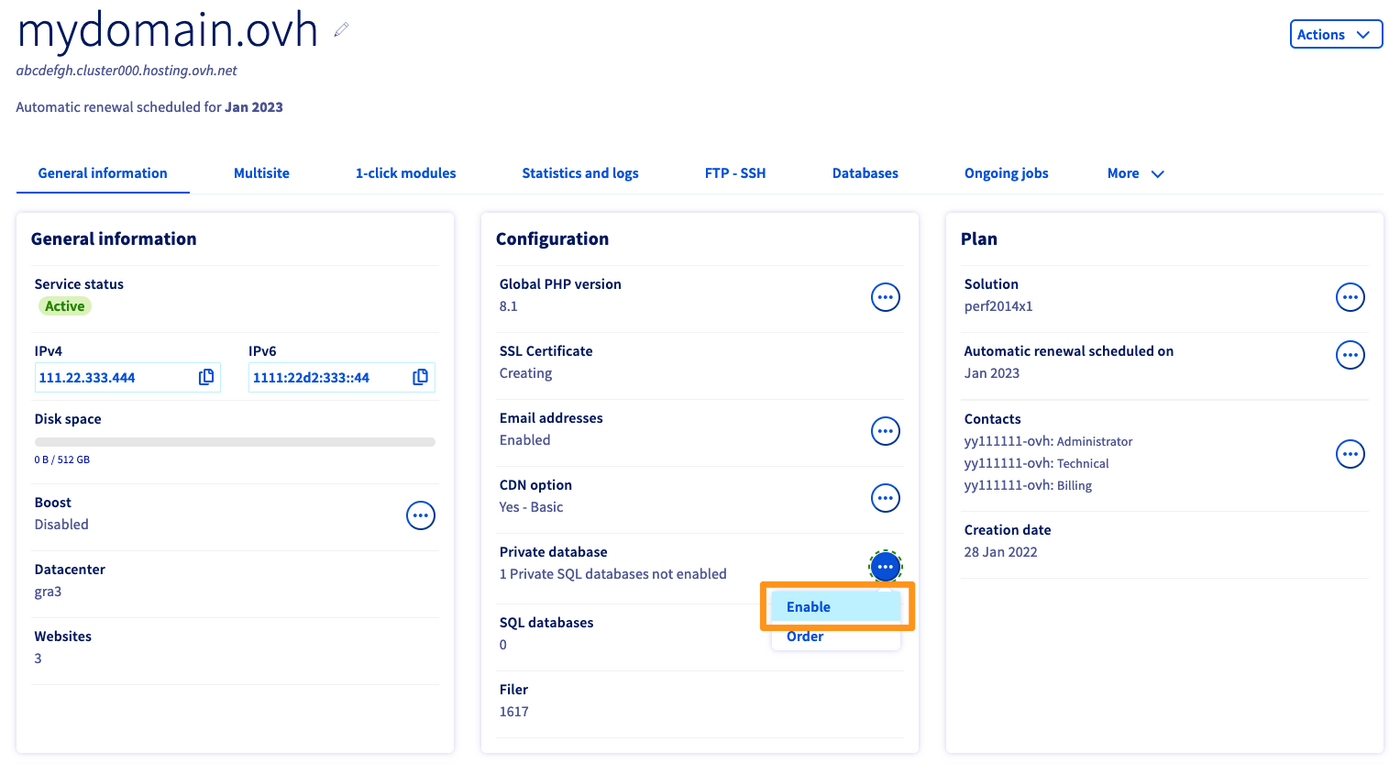 mydomain.ovh
Actions
abcdefgh.cluster000.hosting.ovh.net
Automatic renewal scheduled for Jan 2023
General information Multisite 1-click modules Statistics and logs FTP - SSH Databases Ongoing jobs More
General information
Service status
Active
IPv4 IPv6
111.22.333.444 1111:22d2:333::44
Disk space
0 B / 512 GB
Boost
Disabled
Datacenter
gra3
Websites
3
Configuration
Global PHP version
8.1
SSL Certificate
Creating
Email addresses
Enabled
CDN option
Yes - Basic
Private database
1 Private SQL databases not enabled
Enable
Order
SQL databases
0
Filer
1617
Plan
Solution
perf2014x1
Automatic renewal scheduled on
Jan 2023
Contacts
yy111111-ovh: Administrator
yy111111-ovh: Technical
yy111111-ovh: Billing
Creation date
28 Jan 2022